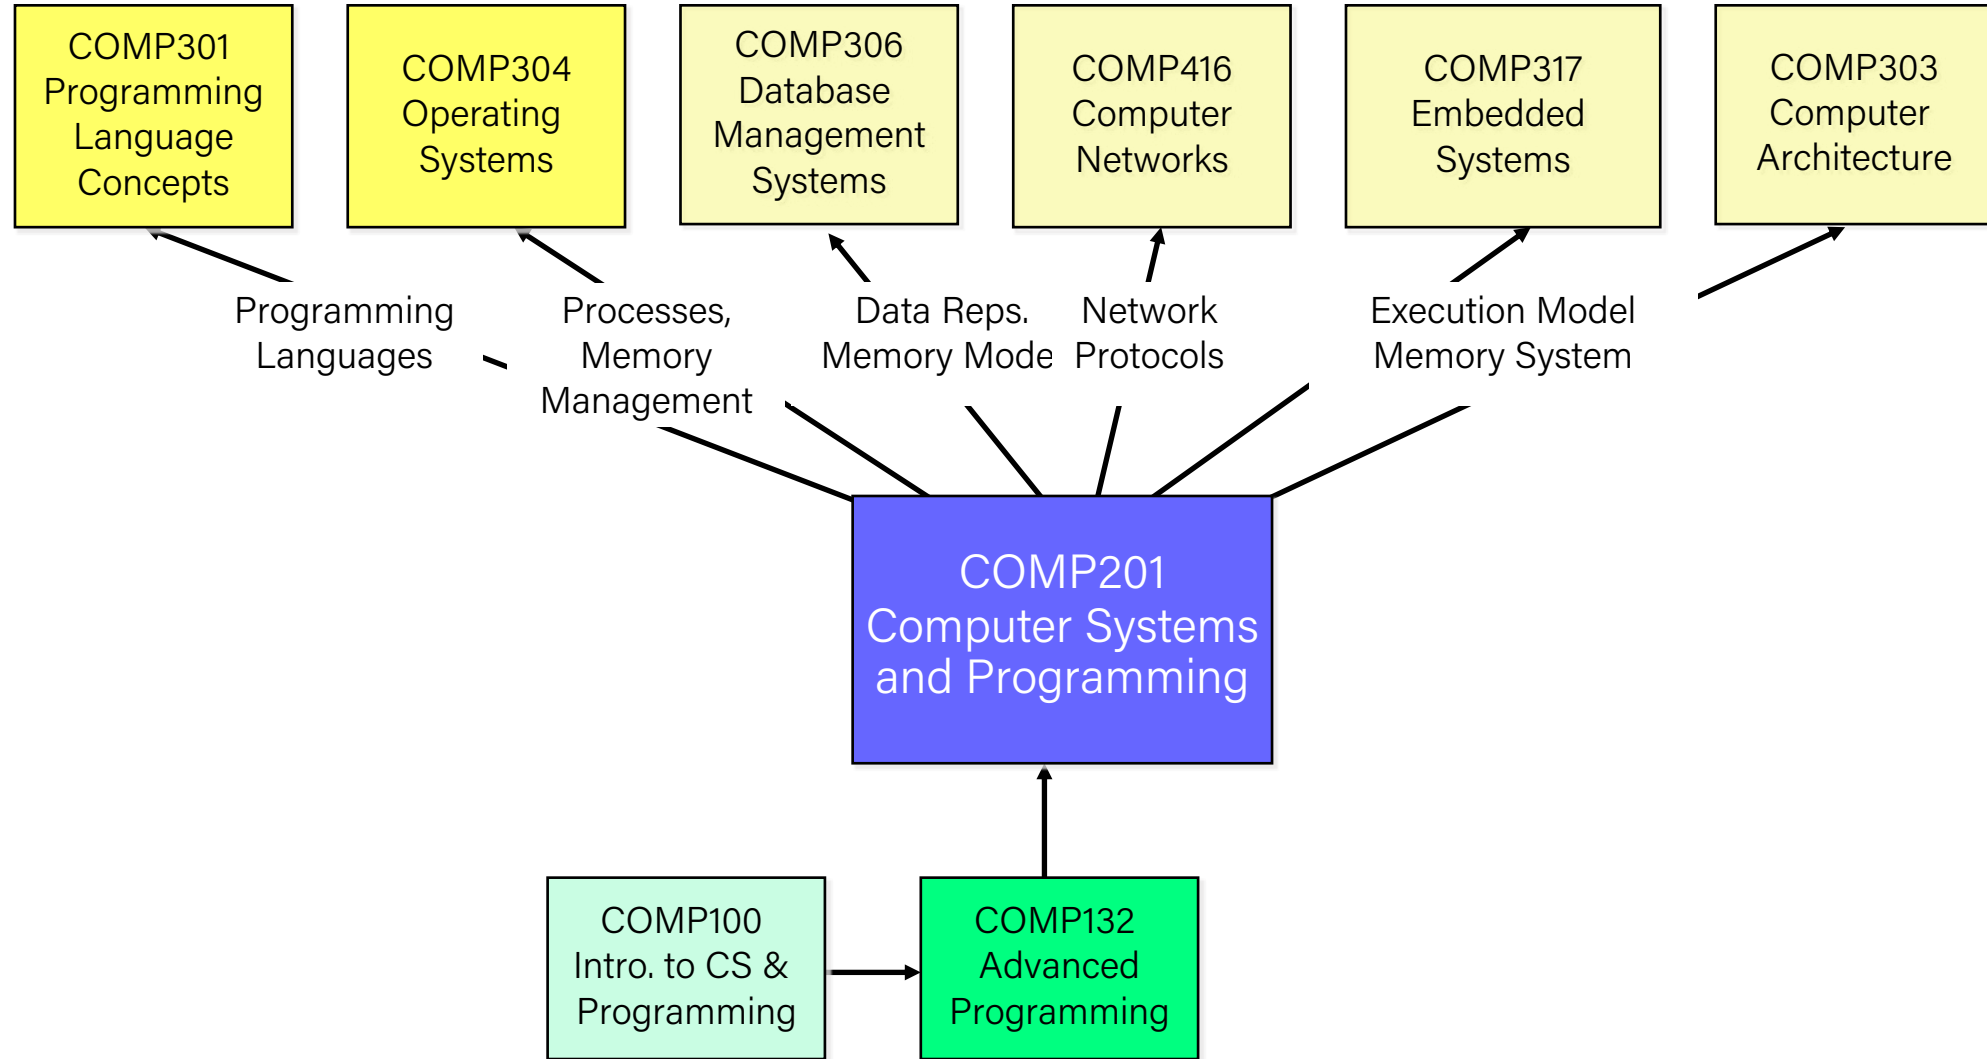 COMP301
Programming
Language
Concepts
COMP304
Operating
Systems
COMP306
Database
Management
Systems
COMP416
Computer
Networks
COMP317
Embedded
Systems
COMP303
Computer
Architecture
Programming
Languages
Processes,
Memory
Management
Data Reps.
Memory Mode
Network
Protocols
Execution Model
Memory System
COMP201
Computer Systems
and Programming
COMP100
Intro. to CS &
Programming
COMP132
Advanced
Programming